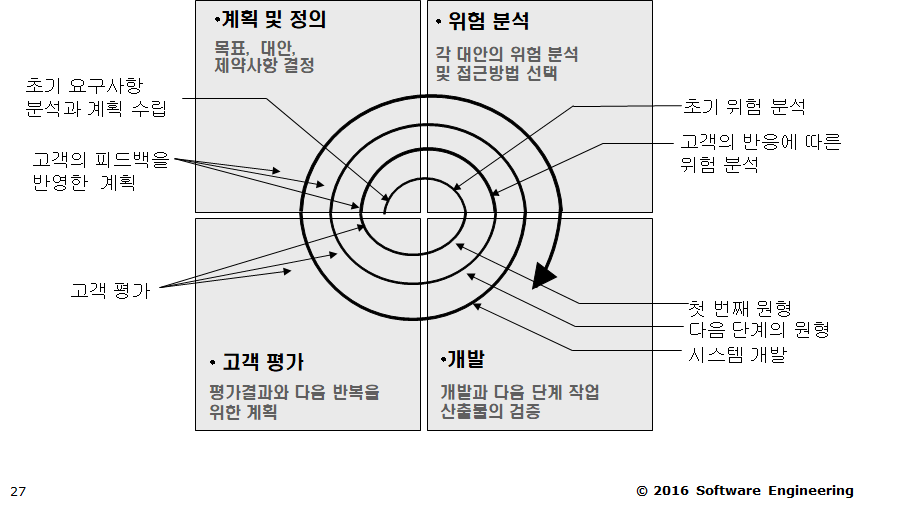 •계획 및 정의
목표, 대안,
제약사항 결정
• 위험 분석
각 대안의 위험 분석
및 접근방법 선택
초기 요구사항
분석과 계획 수립
고객의 피드백을
반영한 계획
고객 평가
초기 위험 분석
고객의 반응에 따른
위험 분석
첫 번째 원형
다음 단계의 원형
시스템 개발
• 고객 평가
평가결과와 다음 반복을
위한 계획
•개발
개발과 다음 단계 작업
산출물의 검증
27
© 2016 Software Engineering